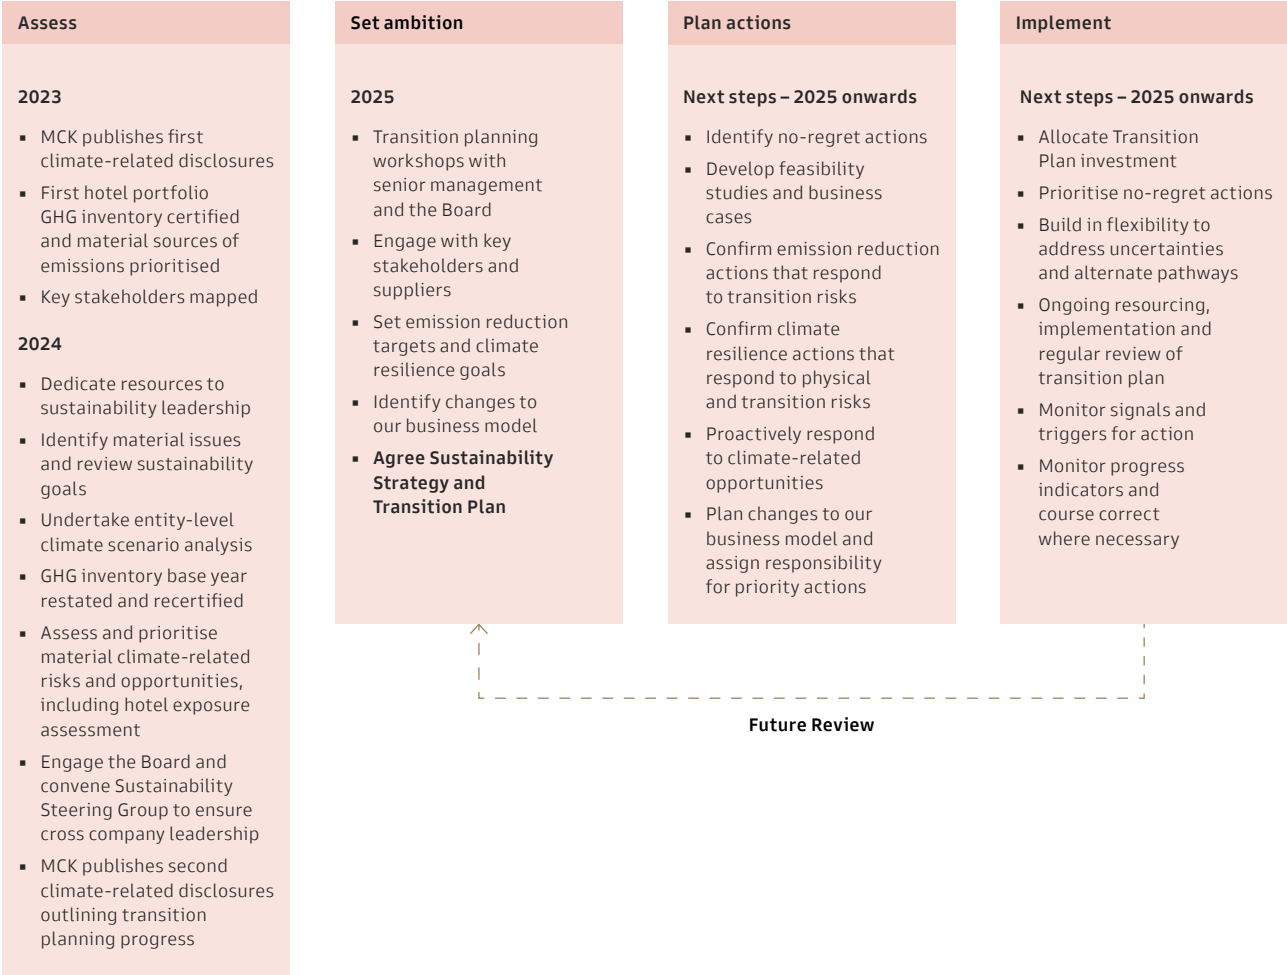 Assess
2023
▪ MCK publishes first
climate-related disclosures
▪ First hotel portfolio
GHG inventory certified
and material sources of
emissions prioritised
▪ Key stakeholders mapped
2024
▪ Dedicate resources to
sustainability leadership
▪ Identify material issues
and review sustainability
goals
▪ Undertake entity-level
climate scenario analysis
▪ GHG inventory base year
restated and recertified
▪ Assess and prioritise
material climate-related
risks and opportunities,
including hotel exposure
assessment
▪ Engage the Board and
convene Sustainability
Steering Group to ensure
cross company leadership
▪ MCK publishes second
climate-related disclosures
outlining transition
planning progress
Set ambition
2025
▪ Transition planning
workshops with
senior management
and the Board
▪ Engage with key
stakeholders and
suppliers
▪ Set emission reduction
targets and climate
resilience goals
▪ Identify changes to
our business model
▪ Agree Sustainability
Strategy and
Transition Plan
Plan actions
Next steps – 2025 onwards
▪ Identify no-regret actions
▪ Develop feasibility
studies and business
cases
▪ Confirm emission reduction
actions that respond
to transition risks
▪ Confirm climate
resilience actions that
respond to physical
and transition risks
▪ Proactively respond
to climate-related
opportunities
▪ Plan changes to our
business model and
assign responsibility
for priority actions
Implement
Next steps – 2025 onwards
▪ Allocate Transition
Plan investment
▪ Prioritise no-regret actions
▪ Build in flexibility to
address uncertainties
and alternate pathways
▪ Ongoing resourcing,
implementation and
regular review of
transition plan
▪ Monitor signals and
triggers for action
▪ Monitor progress
indicators and
course correct
where necessary
Future Review